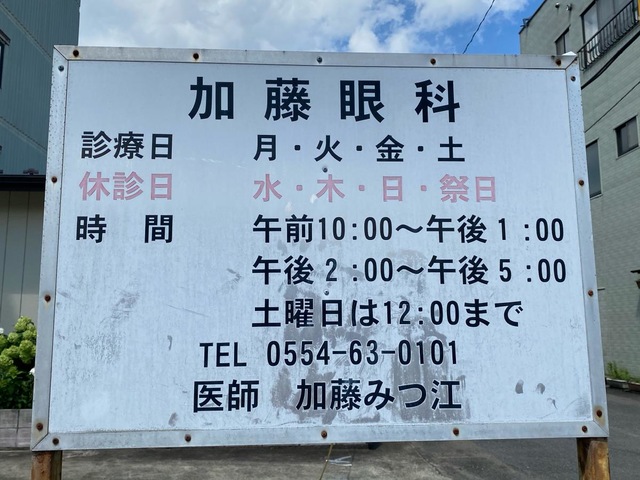 加藤眼科
診療日 月・火・金・土
休診日 水・木・日・祭日
時間 午前10:00～午後1:00
午後2:00～午後5:00
土曜日は12:00まで
TEL 0554-63-0101
医師 加藤みつ江